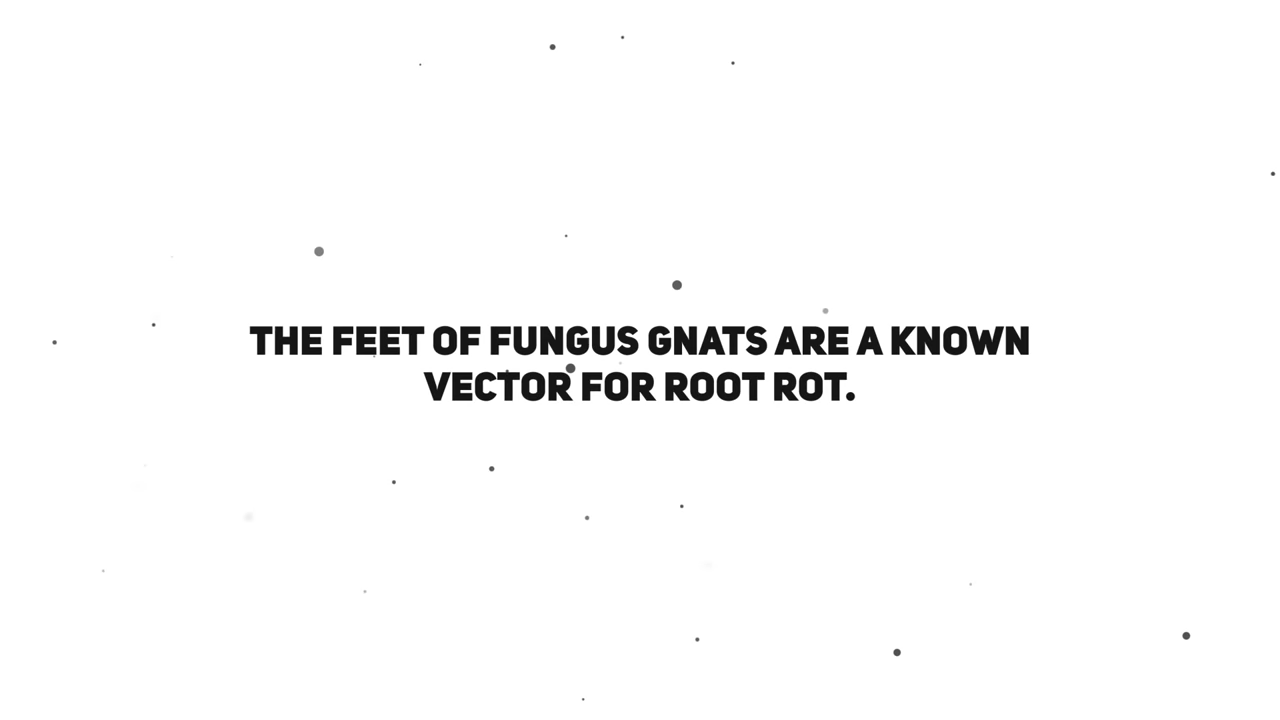 THE FEET OF FUNGUS GNATS ARE A KNOWN
VECTOR FOR ROOT ROT.